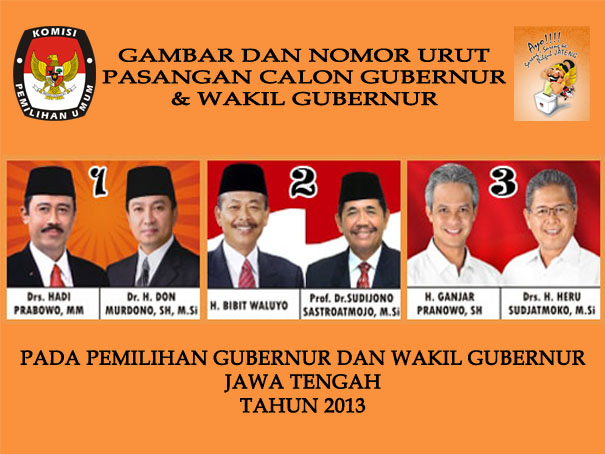 KOMISI
PEMILIHAN UMUM
GAMBAR DAN NOMOR URUT
PASANGAN CALON GUBERNUR
& WAKIL GUBERNUR
Ayo!!!!
JATENG
1
2
3
Drs. HADI
PRABOWO, MM
Dr. H. DON
MURDONO, SH, M.Si
H. BIBIT WALUYO
Prof. Dr.SUDIJONO
SASTROATMOJO, M.Si
H. GANJAR
PRANOWO, SH
Drs. H. HERU
SUDJATMOKO, M.Si
PADA PEMILIHAN GUBERNUR DAN WAKIL GUBERNUR
JAWA TENGAH
TAHUN 2013